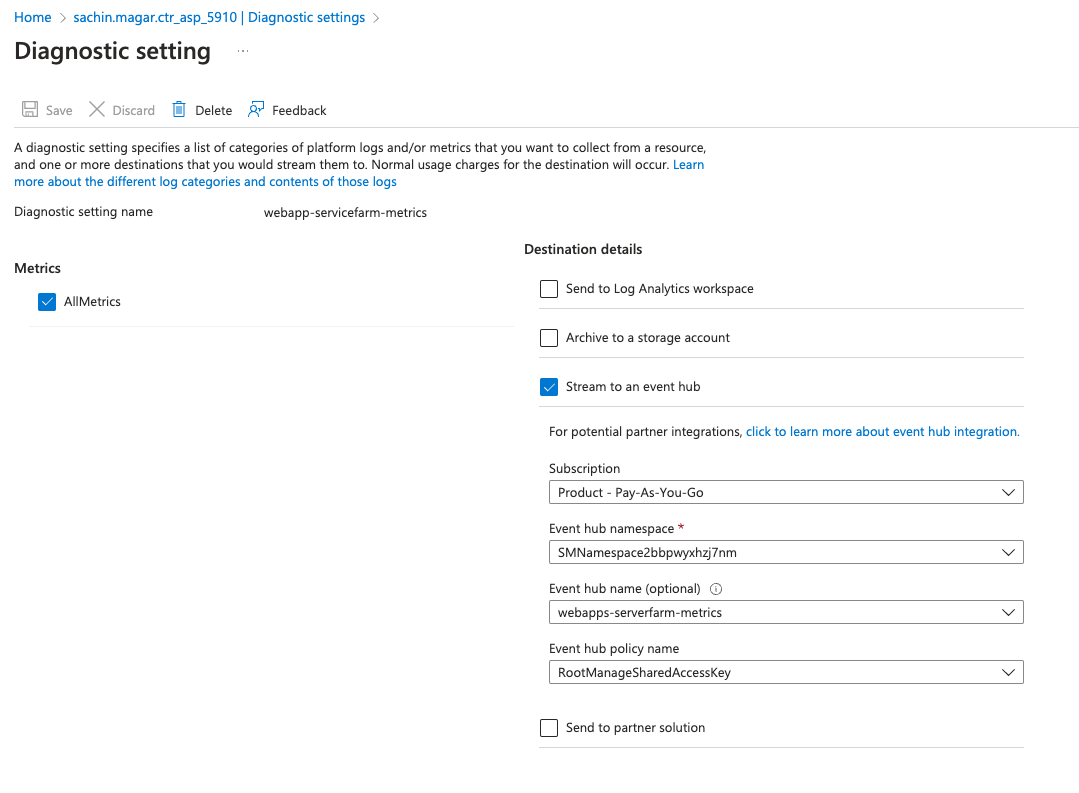 Home > sachin.magar.ctr_asp_5910 | Diagnostic settings >
Diagnostic setting ...
Save Discard Delete Feedback
A diagnostic setting specifies a list of categories of platform logs and/or metrics that you want to collect from a resource,
and one or more destinations that you would stream them to. Normal usage charges for the destination will occur. Learn
more about the different log categories and contents of those logs
Diagnostic setting name webapp-servicefarm-metrics
Metrics
AllMetrics
Destination details
Send to Log Analytics workspace
Archive to a storage account
Stream to an event hub
For potential partner integrations, click to learn more about event hub integration.
Subscription
Product - Pay-As-You-Go
Event hub namespace *
SMNamespace2bbpwyxhzj7nm
Event hub name (optional)
webapps-serverfarm-metrics
Event hub policy name
RootManageSharedAccessKey
Send to partner solution